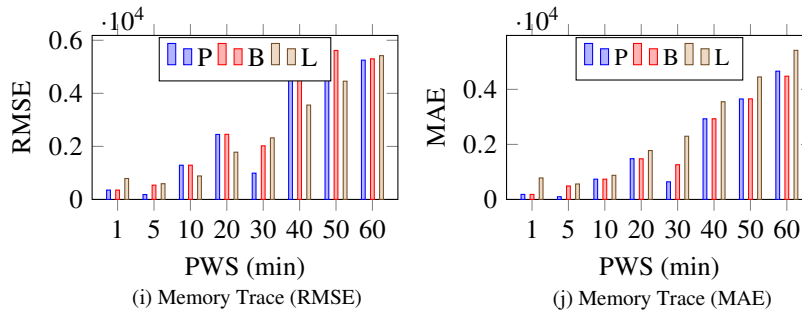 ·10⁴
0.6
0.4
0.2
0
RMSE
P B L
1 5 10 20 30 40 50 60
PWS (min)
(i) Memory Trace (RMSE)
·10⁴
0.4
0.2
0
MAE
P B L
1 5 10 20 30 40 50 60
PWS (min)
(j) Memory Trace (MAE)